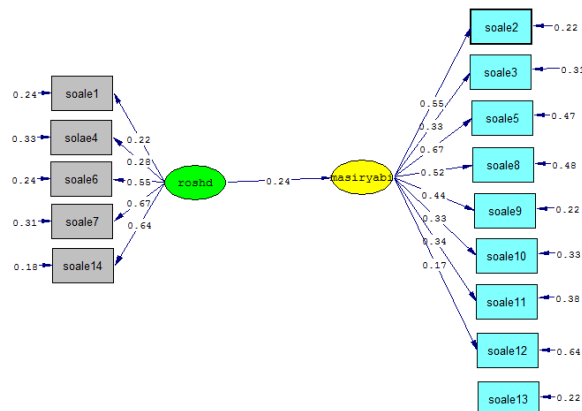 soale2
0.22
soale3
0.31
0.24
soale1
0.55
0.33
soale5
0.47
0.33
solae4
0.22
0.67
0.28
soale8
0.48
0.24
soale6
0.55
roshd
0.24
masiryabi
0.52
0.44
soale9
0.22
0.31
soale7
0.67
0.33
0.64
soale10
0.33
0.18
soale14
0.34
0.17
soale11
0.38
soale12
0.64
soale13
0.22